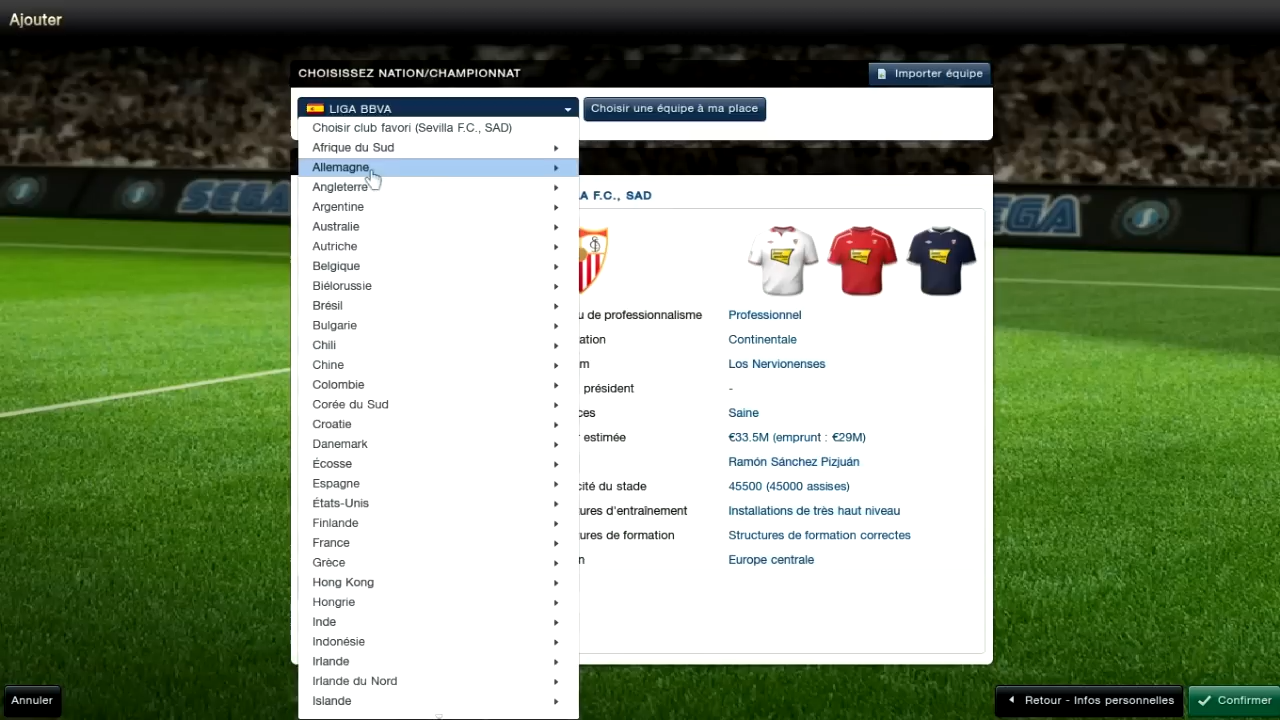 Ajouter
CHOISISSEZ NATION/CHAMPIONNAT
Importer équipe
LIGA BBVA
Choisir une équipe à ma place
Choisir club favori (Sevilla F.C., SAD)
Afrique du Sud
Allemagne
Angleterre
Argentine
Australie
Autriche
Belgique
Biélorussie
Brésil
Bulgarie
Chili
Chine
Colombie
Corée du Sud
Croatie
Danemark
Écosse
Espagne
États-Unis
Finlande
France
Grèce
Hong Kong
Hongrie
Inde
Indonésie
Irlande
Irlande du Nord
Islande
A F.C., SAD
u de professionnalisme Professionnel
ation Continentale
m Los Nervionenses
président -
ces Saine
r estimée €33.5M (emprunt : €29M)
Ramón Sánchez Pizjuán
cité du stade 45500 (45000 assises)
ures d'entraînement Installations de très haut niveau
ures de formation Structures de formation correctes
n Europe centrale
SEGA
EGA
Annuler
Retour - Infos personnelles
Confirmer